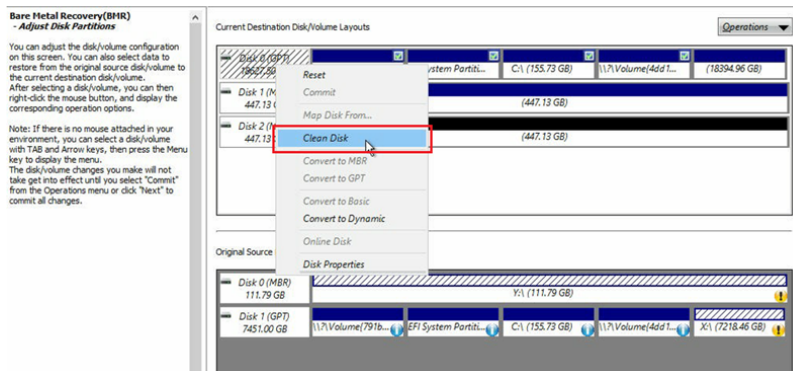 Bare Metal Recovery(BMR)
- Adjust Disk Partitions
You can adjust the disk/volume configuration
on this screen. You can also select data to
restore from the original source disk/volume to
the current destination disk/volume.
After selecting a disk/volume, you can then
right-click the mouse button, and display the
corresponding operation options.
Note: If there is no mouse attached in your
environment, you can select a disk/volume
with TAB and Arrow keys, then press the Menu
key to display the menu.
The disk/volume changes you make will not
take get into effect until you select "Commit"
from the Operations menu or click "Next" to
commit all changes.
Current Destination Disk/Volume Layouts
Operations
Disk 0 (GPT)
ystem Partiti...
C:\ (155.73 GB)
\\?\Volume{4dd1...
(18394.96 GB)
Disk 1 (M
447.13
(447.13 GB)
Disk 2 (M
447.13
(447.13 GB)
Reset
Commit
Map Disk From...
Clean Disk
Convert to MBR
Convert to GPT
Convert to Basic
Convert to Dynamic
Online Disk
Disk Properties
Original Source
Disk 0 (MBR)
111.79 GB
Y:\ (111.79 GB)
Disk 1 (GPT)
7451.00 GB
\\?\Volume{791b...
EFI System Partiti...
C:\ (155.73 GB)
\\?\Volume{4dd1...
X:\ (7218.46 GB)